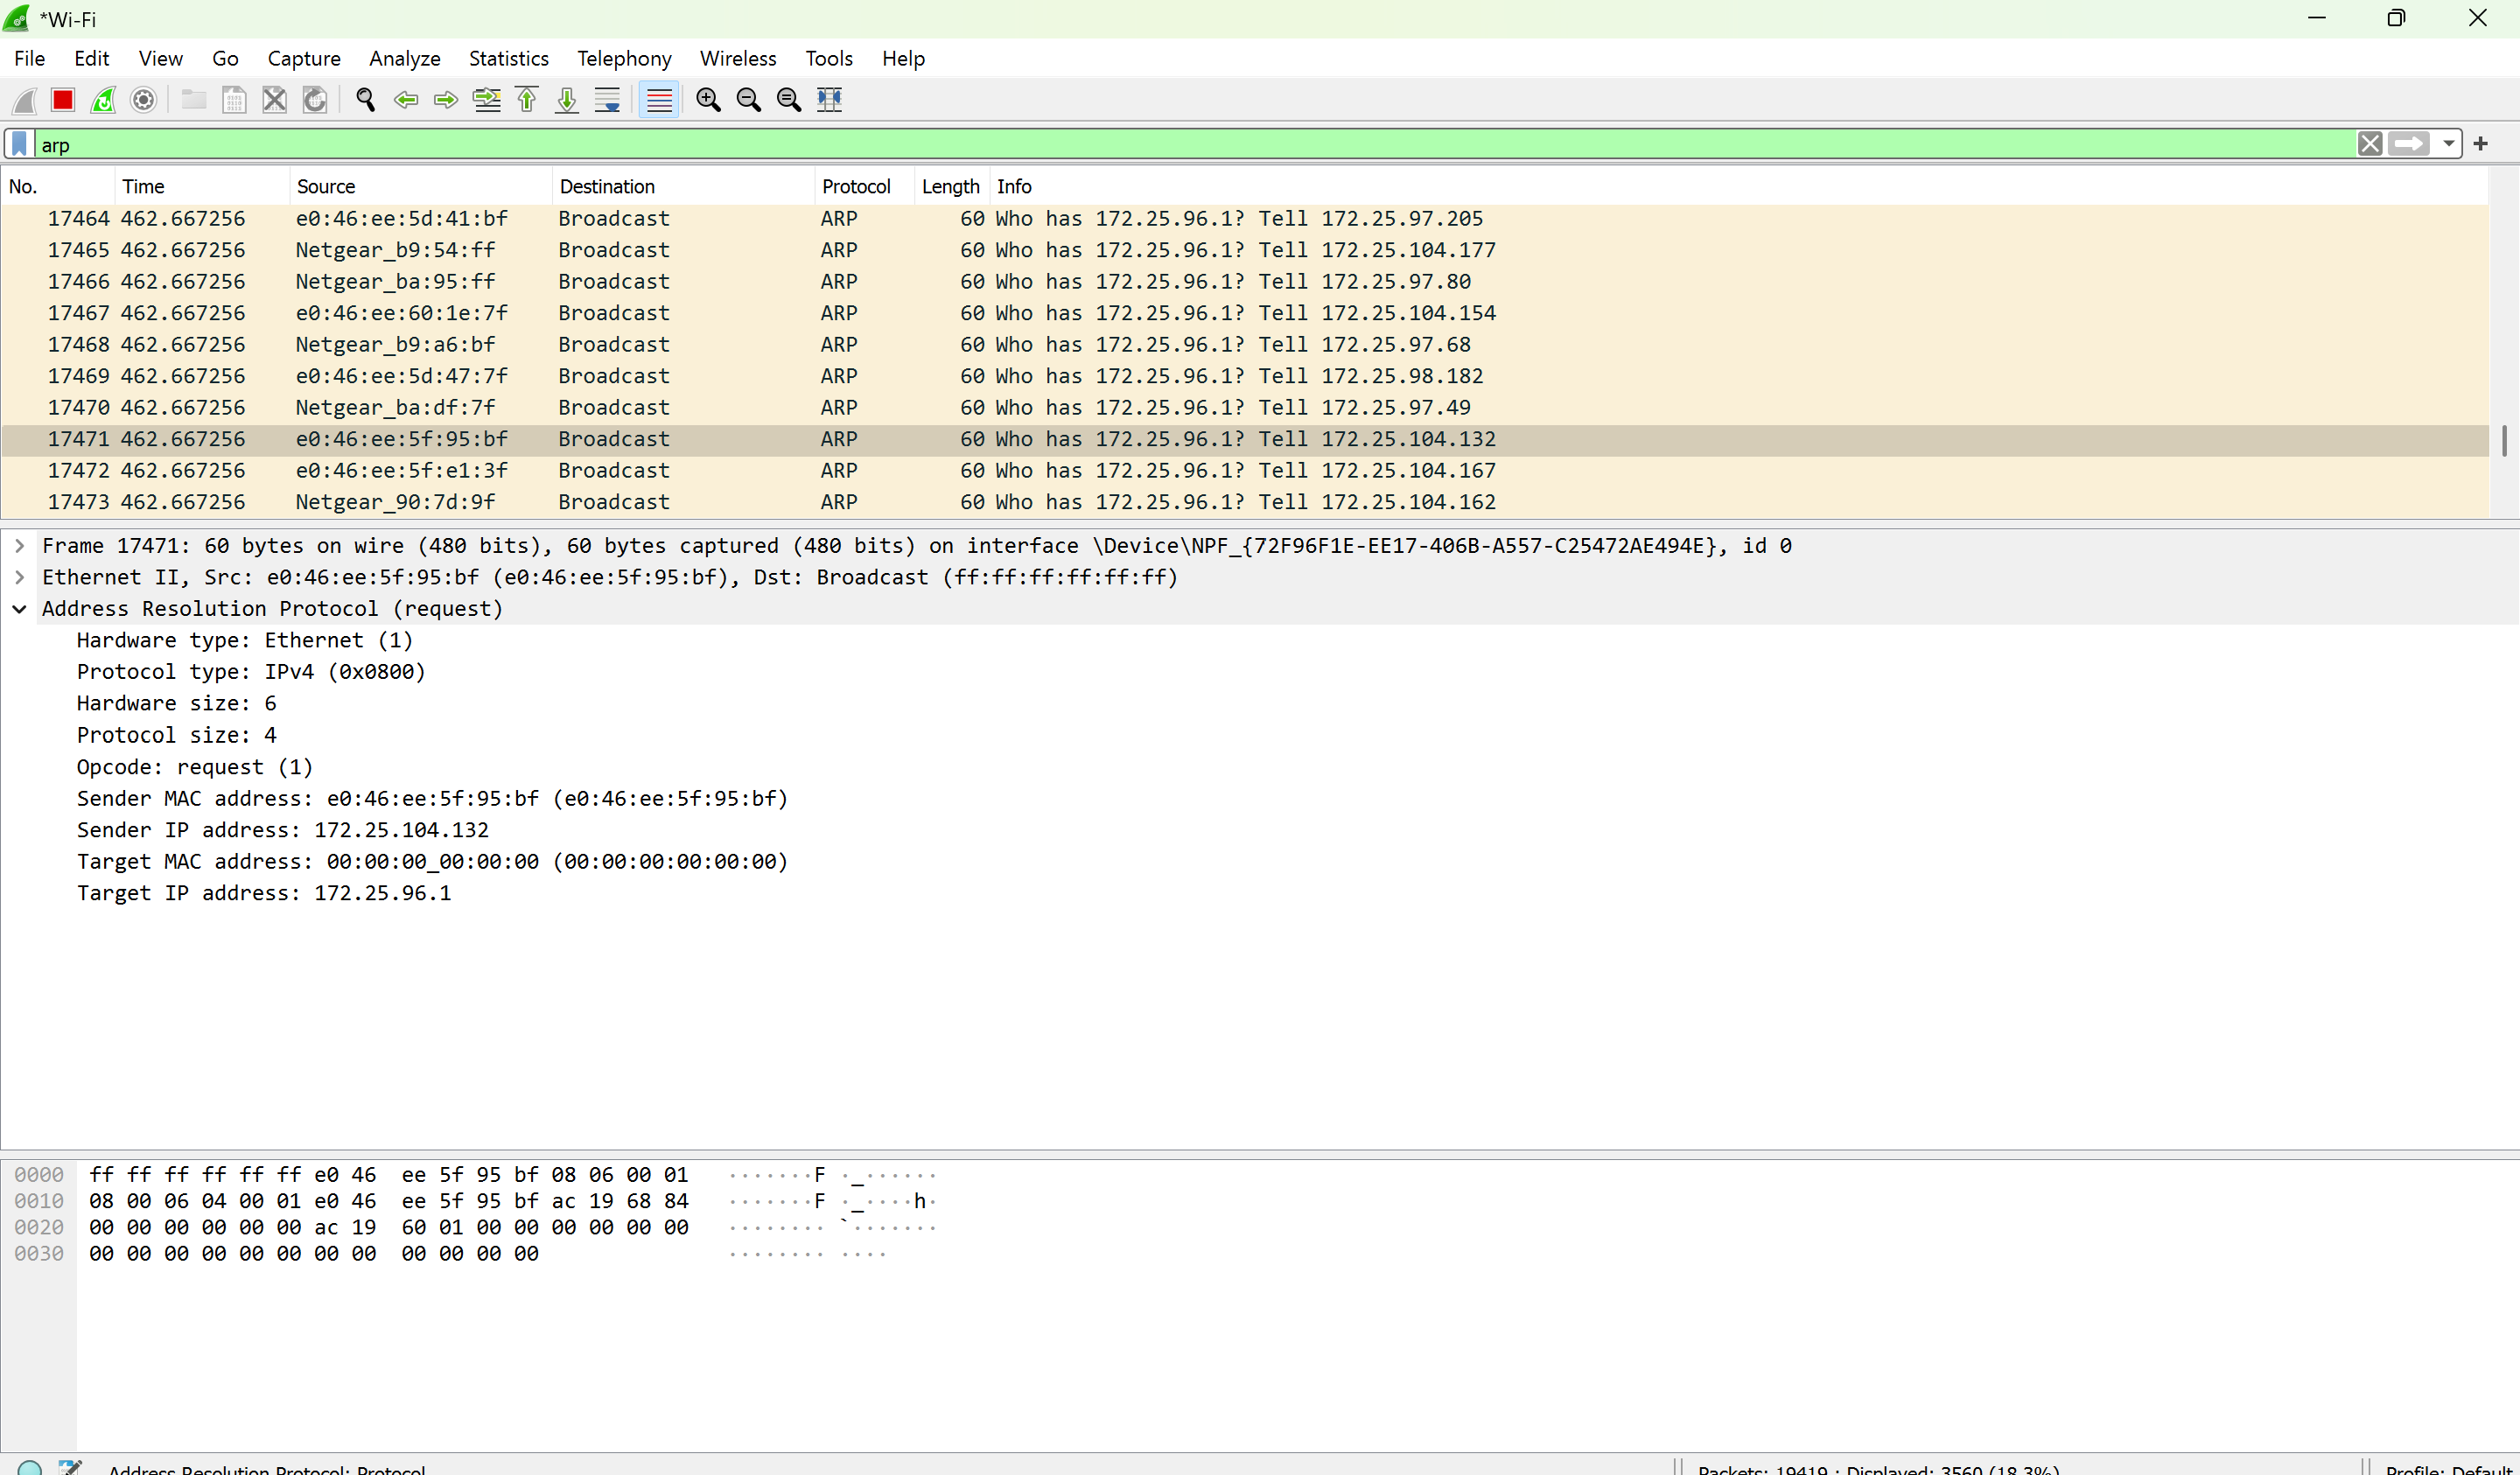 *Wi-Fi
File Edit View Go Capture Analyze Statistics Telephony Wireless Tools Help
arp
No. Time Source Destination Protocol Length Info
17464 462.667256 e0:46:ee:5d:41:bf Broadcast ARP 60 Who has 172.25.96.1? Tell 172.25.97.205
17465 462.667256 Netgear_b9:54:ff Broadcast ARP 60 Who has 172.25.96.1? Tell 172.25.104.177
17466 462.667256 Netgear_ba:95:ff Broadcast ARP 60 Who has 172.25.96.1? Tell 172.25.97.80
17467 462.667256 e0:46:ee:60:1e:7f Broadcast ARP 60 Who has 172.25.96.1? Tell 172.25.104.154
17468 462.667256 Netgear_b9:a6:bf Broadcast ARP 60 Who has 172.25.96.1? Tell 172.25.97.68
17469 462.667256 e0:46:ee:5d:47:7f Broadcast ARP 60 Who has 172.25.96.1? Tell 172.25.98.182
17470 462.667256 Netgear_ba:df:7f Broadcast ARP 60 Who has 172.25.96.1? Tell 172.25.97.49
17471 462.667256 e0:46:ee:5f:95:bf Broadcast ARP 60 Who has 172.25.96.1? Tell 172.25.104.132
17472 462.667256 e0:46:ee:5f:e1:3f Broadcast ARP 60 Who has 172.25.96.1? Tell 172.25.104.167
17473 462.667256 Netgear_90:7d:9f Broadcast ARP 60 Who has 172.25.96.1? Tell 172.25.104.162
Frame 17471: 60 bytes on wire (480 bits), 60 bytes captured (480 bits) on interface \Device\NPF_{72F96F1E-EE17-406B-A557-C25472AE494E}, id 0
Ethernet II, Src: e0:46:ee:5f:95:bf (e0:46:ee:5f:95:bf), Dst: Broadcast (ff:ff:ff:ff:ff:ff)
Address Resolution Protocol (request)
Hardware type: Ethernet (1)
Protocol type: IPv4 (0x0800)
Hardware size: 6
Protocol size: 4
Opcode: request (1)
Sender MAC address: e0:46:ee:5f:95:bf (e0:46:ee:5f:95:bf)
Sender IP address: 172.25.104.132
Target MAC address: 00:00:00_00:00:00 (00:00:00:00:00:00)
Target IP address: 172.25.96.1
0000 ff ff ff ff ff ff e0 46 ee 5f 95 bf 08 06 00 01 ·······F ·_······
0010 08 00 06 04 00 01 e0 46 ee 5f 95 bf ac 19 68 84 ·······F ·_····h·
0020 00 00 00 00 00 00 ac 19 60 01 00 00 00 00 00 00 ········ `·······
0030 00 00 00 00 00 00 00 00 00 00 00 00 ········ ····
Address Resolution Protocol: Protocol Packets: 19419 · Displayed: 3560 (18.3%) Profile: Default